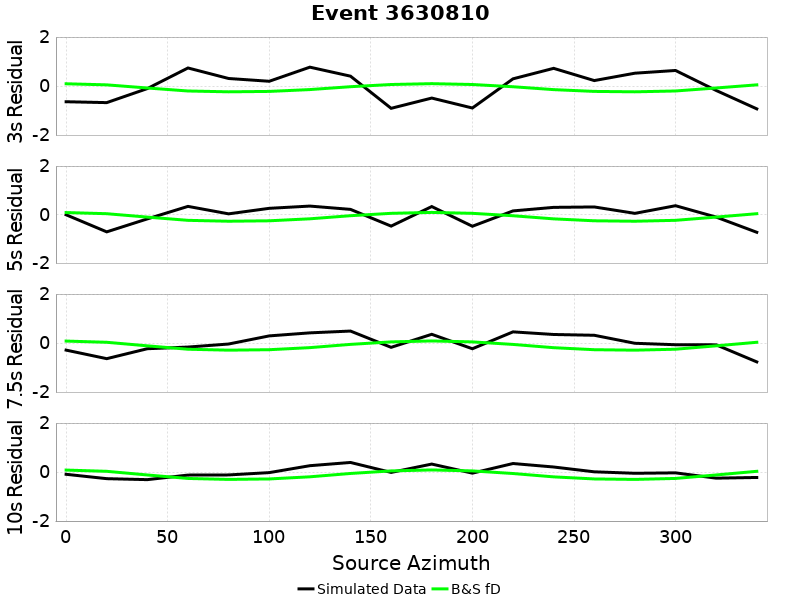 Event 3630810
3s Residual
2
0
-2
5s Residual
2
0
-2
7.5s Residual
2
0
-2
10s Residual
2
0
-2
0 50 100 150 200 250 300
Source Azimuth
Simulated Data B&S fD